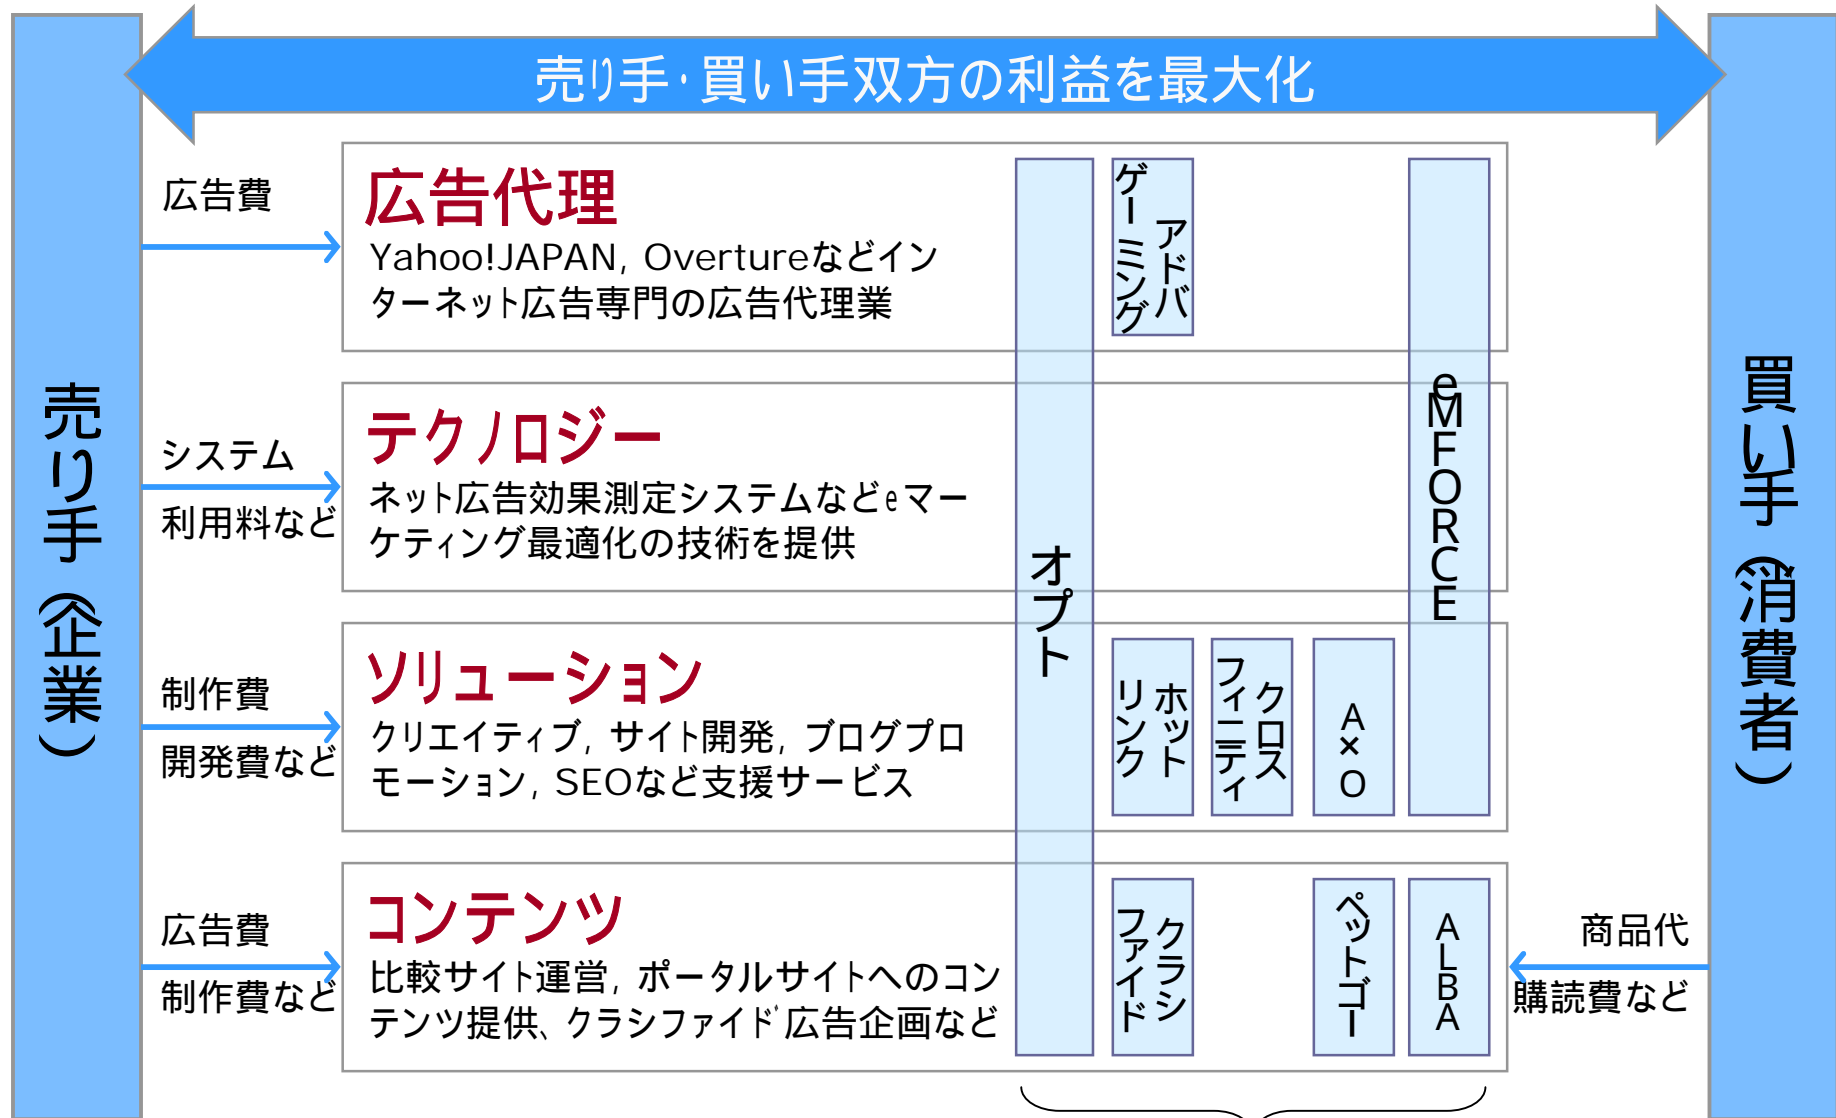 売り手・買い手双方の利益を最大化
売り手（企業）
買い手（消費者）
広告費
広告代理
Yahoo!JAPAN, Overtureなどイン
ターネット広告専門の広告代理業
システム
利用料など
テクノロジー
ネット広告効果測定システムなどeマー
ケティング最適化の技術を提供
制作費
開発費など
ソリューション
クリエイティブ, サイト開発, ブログプロ
モーション, SEOなど支援サービス
広告費
制作費など
コンテンツ
比較サイト運営, ポータルサイトへのコン
テンツ提供、クラシファイド広告企画など
オプト
アドバ
ゲーミング
eMFORCE
ホット
リンク
クロス
フィニティ
A×O
クラシ
ファイド
ペットゴー
ALBA
商品代
購読費など